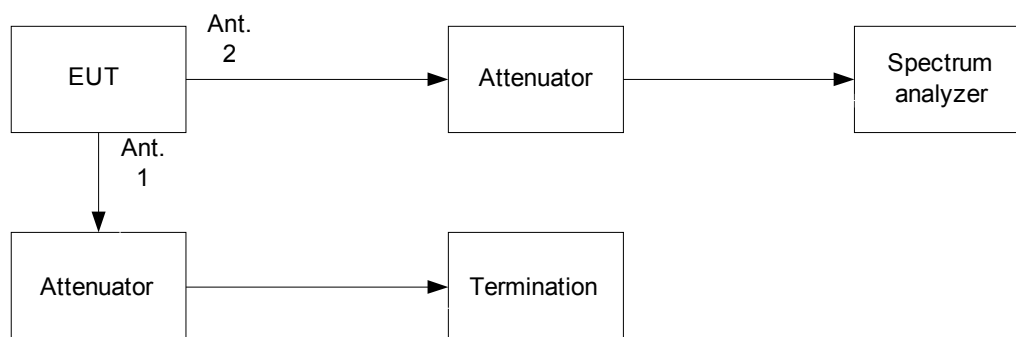 Ant.
2
EUT
Attenuator
Spectrum
analyzer
Ant.
1
Attenuator
Termination